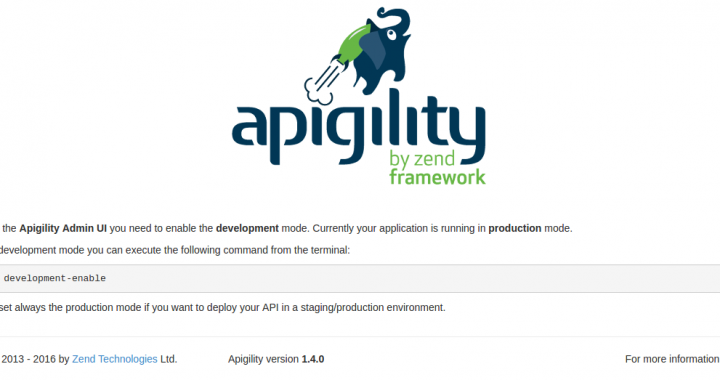 apigility
by zend
framework
the Apigility Admin UI you need to enable the development mode. Currently your application is running in production mode.
development mode you can execute the following command from the terminal:
development-enable
set always the production mode if you want to deploy your API in a staging/production environment.
2013 - 2016 by Zend Technologies Ltd. Apigility version 1.4.0 For more information